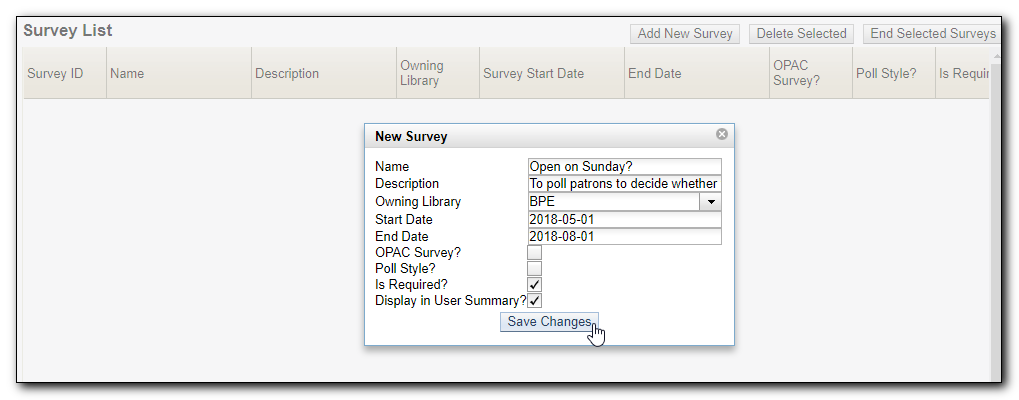 Survey List
Add New Survey Delete Selected End Selected Surveys
Survey ID Name Description Owning Library Survey Start Date End Date OPAC Survey? Poll Style? Is Requir
New Survey
Name Open on Sunday?
Description To poll patrons to decide whether
Owning Library BPE
Start Date 2018-05-01
End Date 2018-08-01
OPAC Survey?
Poll Style?
Is Required?
Display in User Summary?
Save Changes